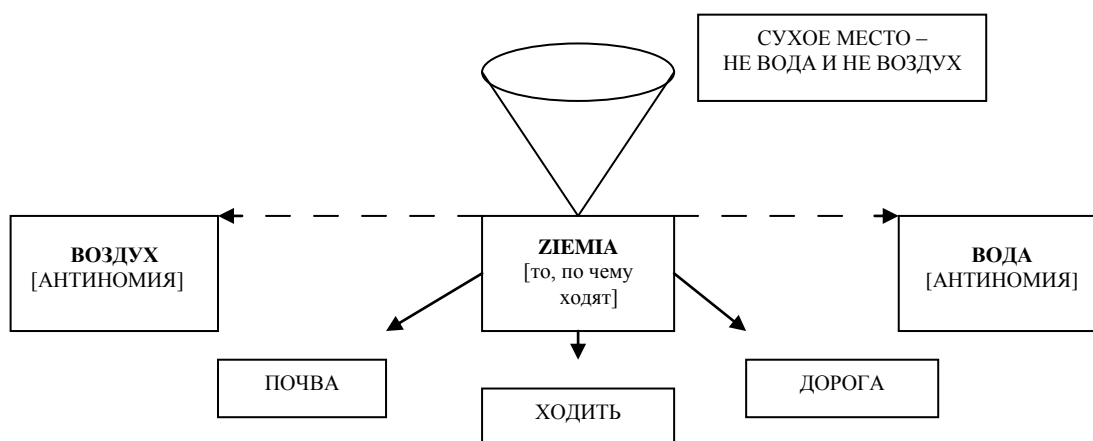 СУХОЕ МЕСТО –
НЕ ВОДА И НЕ ВОЗДУХ
ВОЗДУХ
[АНТИНОМИЯ]
ZIEMIA
[то, по чему
ходят]
ВОДА
[АНТИНОМИЯ]
ПОЧВА
ХОДИТЬ
ДОРОГА